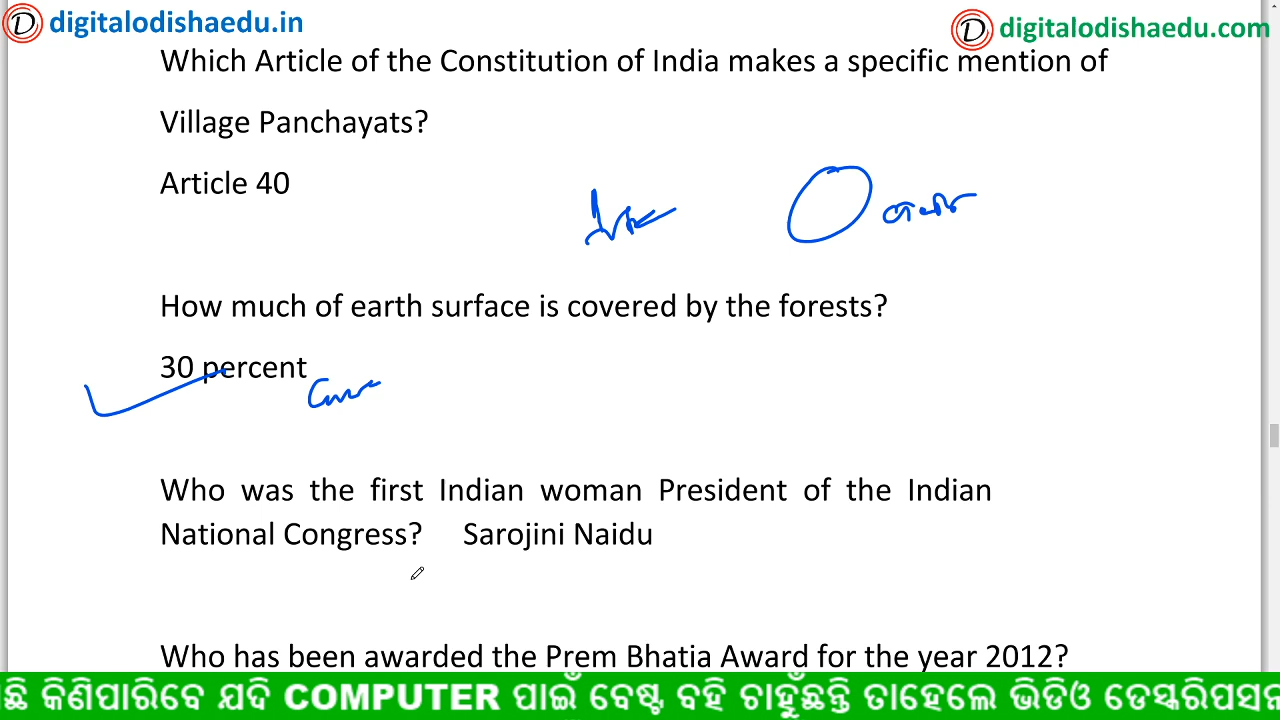 digitalodishaedu.in
digitalodishaedu.com
Which Article of the Constitution of India makes a specific mention of
Village Panchayats?
Article 40
How much of earth surface is covered by the forests?
30 percent
Who was the first Indian woman President of the Indian
National Congress? Sarojini Naidu
Who has been awarded the Prem Bhatia Award for the year 2012?
କିଣିପାରିବେ ଯଦି COMPUTER ପାଇଁ ବେଷ୍ଟ ବହି ଚାହୁଁଛନ୍ତି ତାହେଲେ ଭିଡିଓ